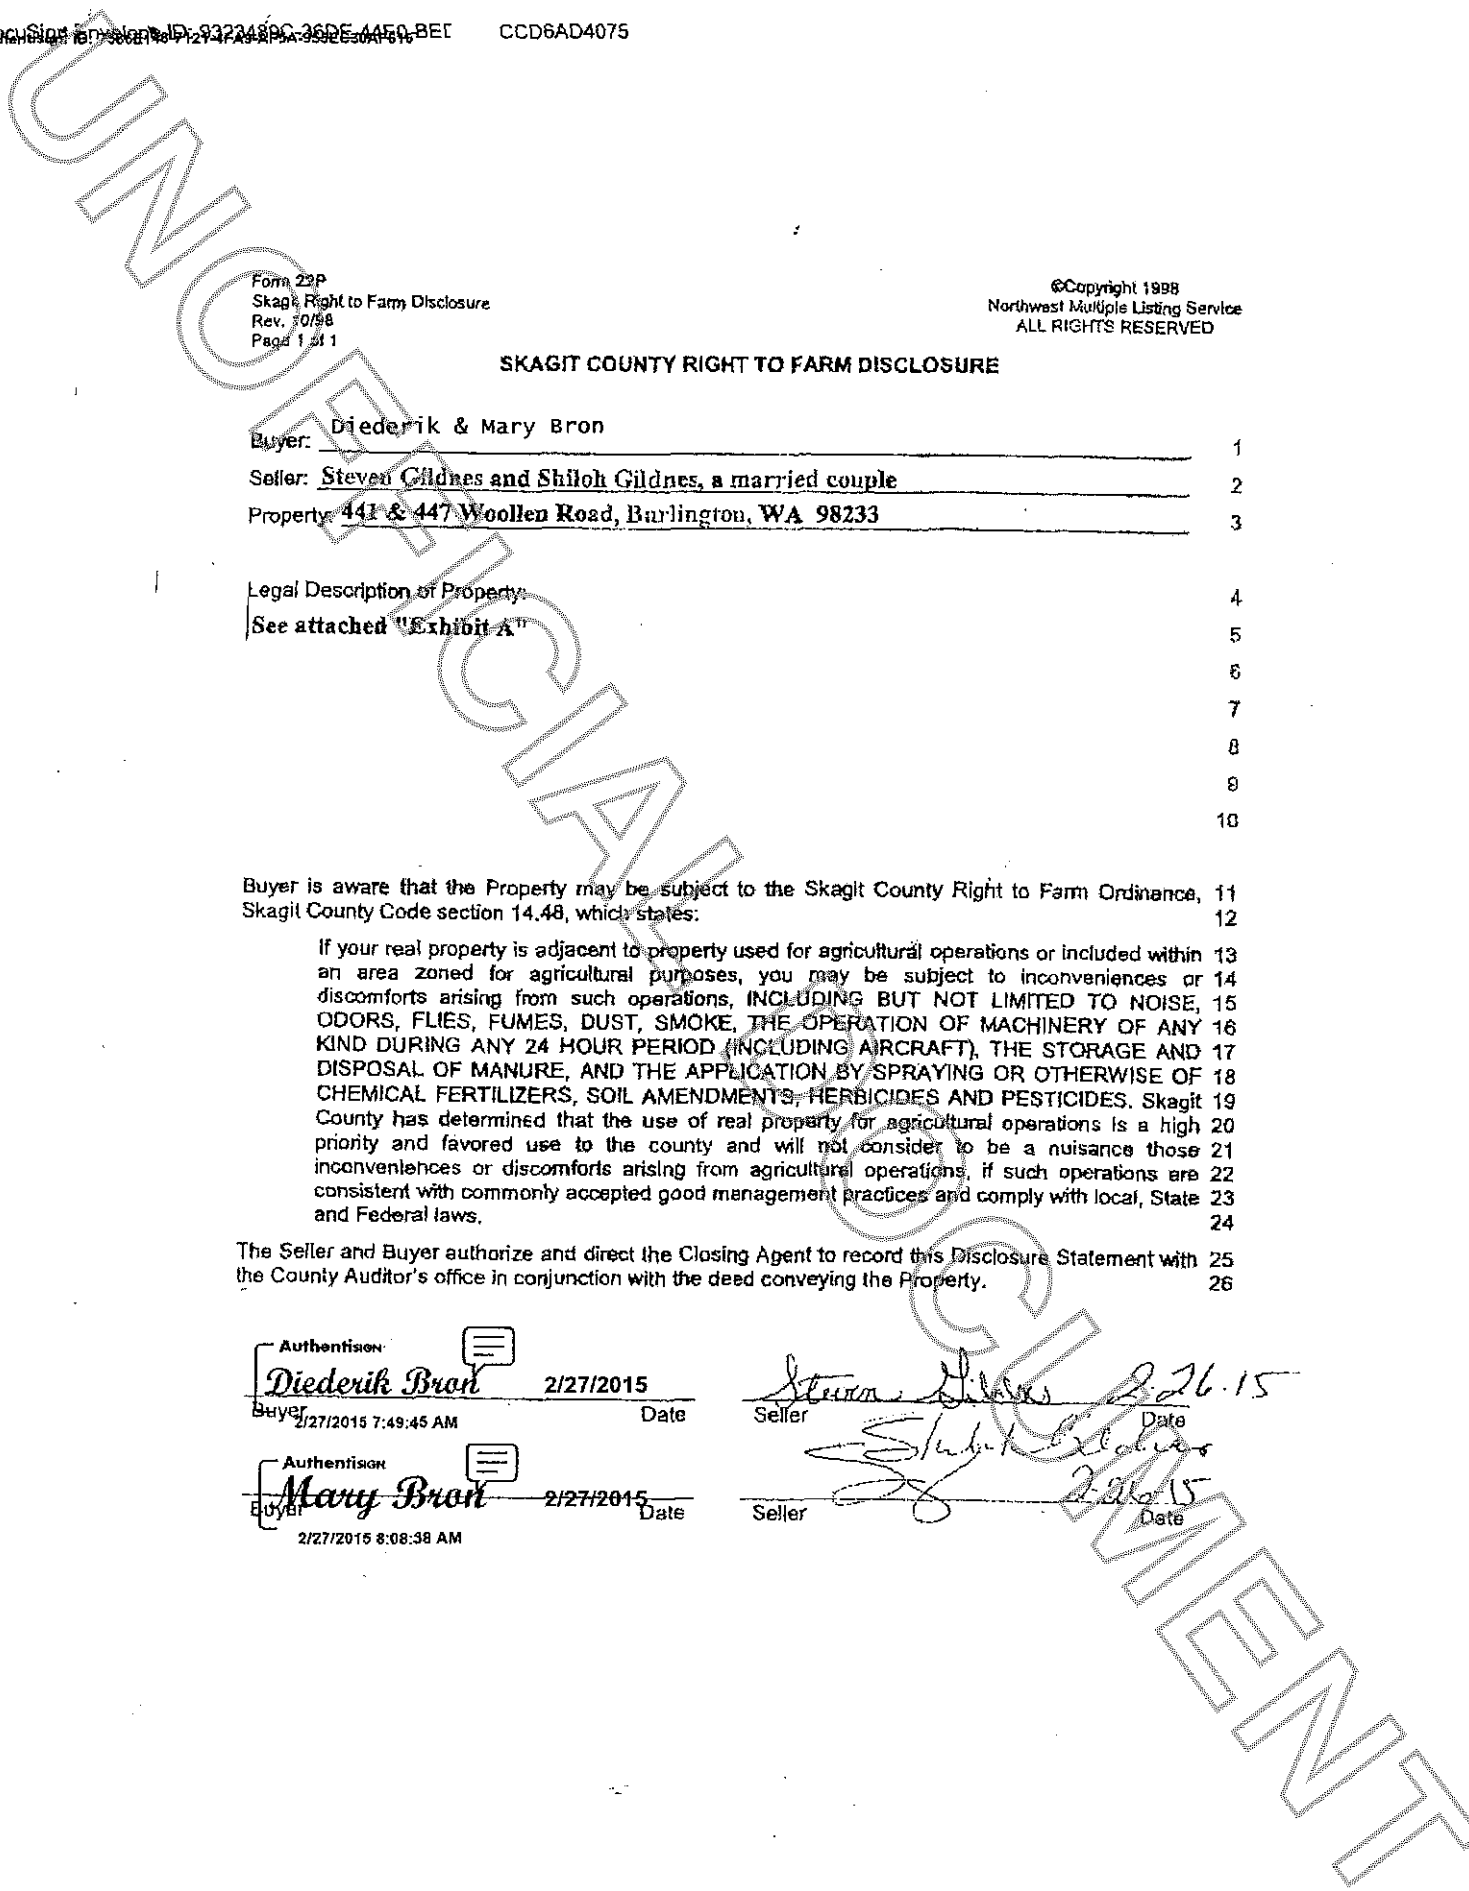 CCD6AD4075
Form 22P
Skagit Right to Farm Disclosure
Rev. 10/98
Page 1 of 1
©Copyright 1998
Northwest Multiple Listing Service
ALL RIGHTS RESERVED
SKAGIT COUNTY RIGHT TO FARM DISCLOSURE
Buyer: Diederik & Mary Bron 1
Seller: Steven Gildnes and Shiloh Gildnes, a married couple 2
Property: 441 & 447 Woollen Road, Burlington, WA 98233 3
Legal Description of Property: 4
See attached "Exhibit A" 5
6
7
8
9
10
Buyer is aware that the Property may be subject to the Skagit County Right to Farm Ordinance, 11
Skagit County Code section 14.48, which states: 12
If your real property is adjacent to property used for agricultural operations or included within 13
an area zoned for agricultural purposes, you may be subject to inconveniences or 14
discomforts arising from such operations, INCLUDING BUT NOT LIMITED TO NOISE, 15
ODORS, FLIES, FUMES, DUST, SMOKE, THE OPERATION OF MACHINERY OF ANY 16
KIND DURING ANY 24 HOUR PERIOD (INCLUDING AIRCRAFT), THE STORAGE AND 17
DISPOSAL OF MANURE, AND THE APPLICATION BY SPRAYING OR OTHERWISE OF 18
CHEMICAL FERTILIZERS, SOIL AMENDMENTS, HERBICIDES AND PESTICIDES. Skagit 19
County has determined that the use of real property for agricultural operations is a high 20
priority and favored use to the county and will not consider to be a nuisance those 21
inconveniences or discomforts arising from agricultural operations, if such operations are 22
consistent with commonly accepted good management practices and comply with local, State 23
and Federal laws. 24
The Seller and Buyer authorize and direct the Closing Agent to record this Disclosure Statement with 25
the County Auditor's office in conjunction with the deed conveying the Property. 26
AuthentiSIGN
Diederik Bron 2/27/2015
Buyer Date
2/27/2015 7:49:45 AM
Steven Gildnes 2.26.15
Seller Date
AuthentiSIGN
Mary Bron 2/27/2015
Buyer Date
2/27/2015 8:08:38 AM
Shiloh Gildnes
2-26-15
Seller Date
UNOFFICIAL DOCUMENT